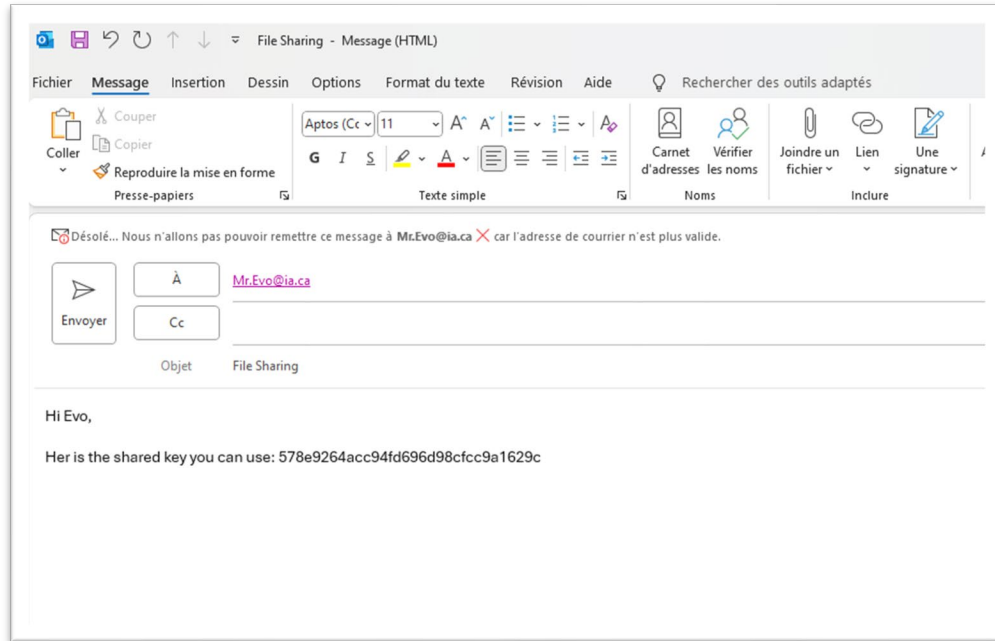 File Sharing - Message (HTML)
Fichier Message Insertion Dessin Options Format du texte Révision Aide Rechercher des outils adaptés
Coller
Couper
Copier
Reproduire la mise en forme
Presse-papiers
Aptos (Cc 11
G I S
Texte simple
Carnet d'adresses
Vérifier les noms
Noms
Joindre un fichier
Lien
Une signature
Inclure
Désolé... Nous n'allons pas pouvoir remettre ce message à Mr.Evo@ia.ca car l'adresse de courrier n'est plus valide.
Envoyer
À Mr.Evo@ia.ca
Cc
Objet File Sharing
Hi Evo,
Her is the shared key you can use: 578e9264acc94fd696d98cfcc9a1629c